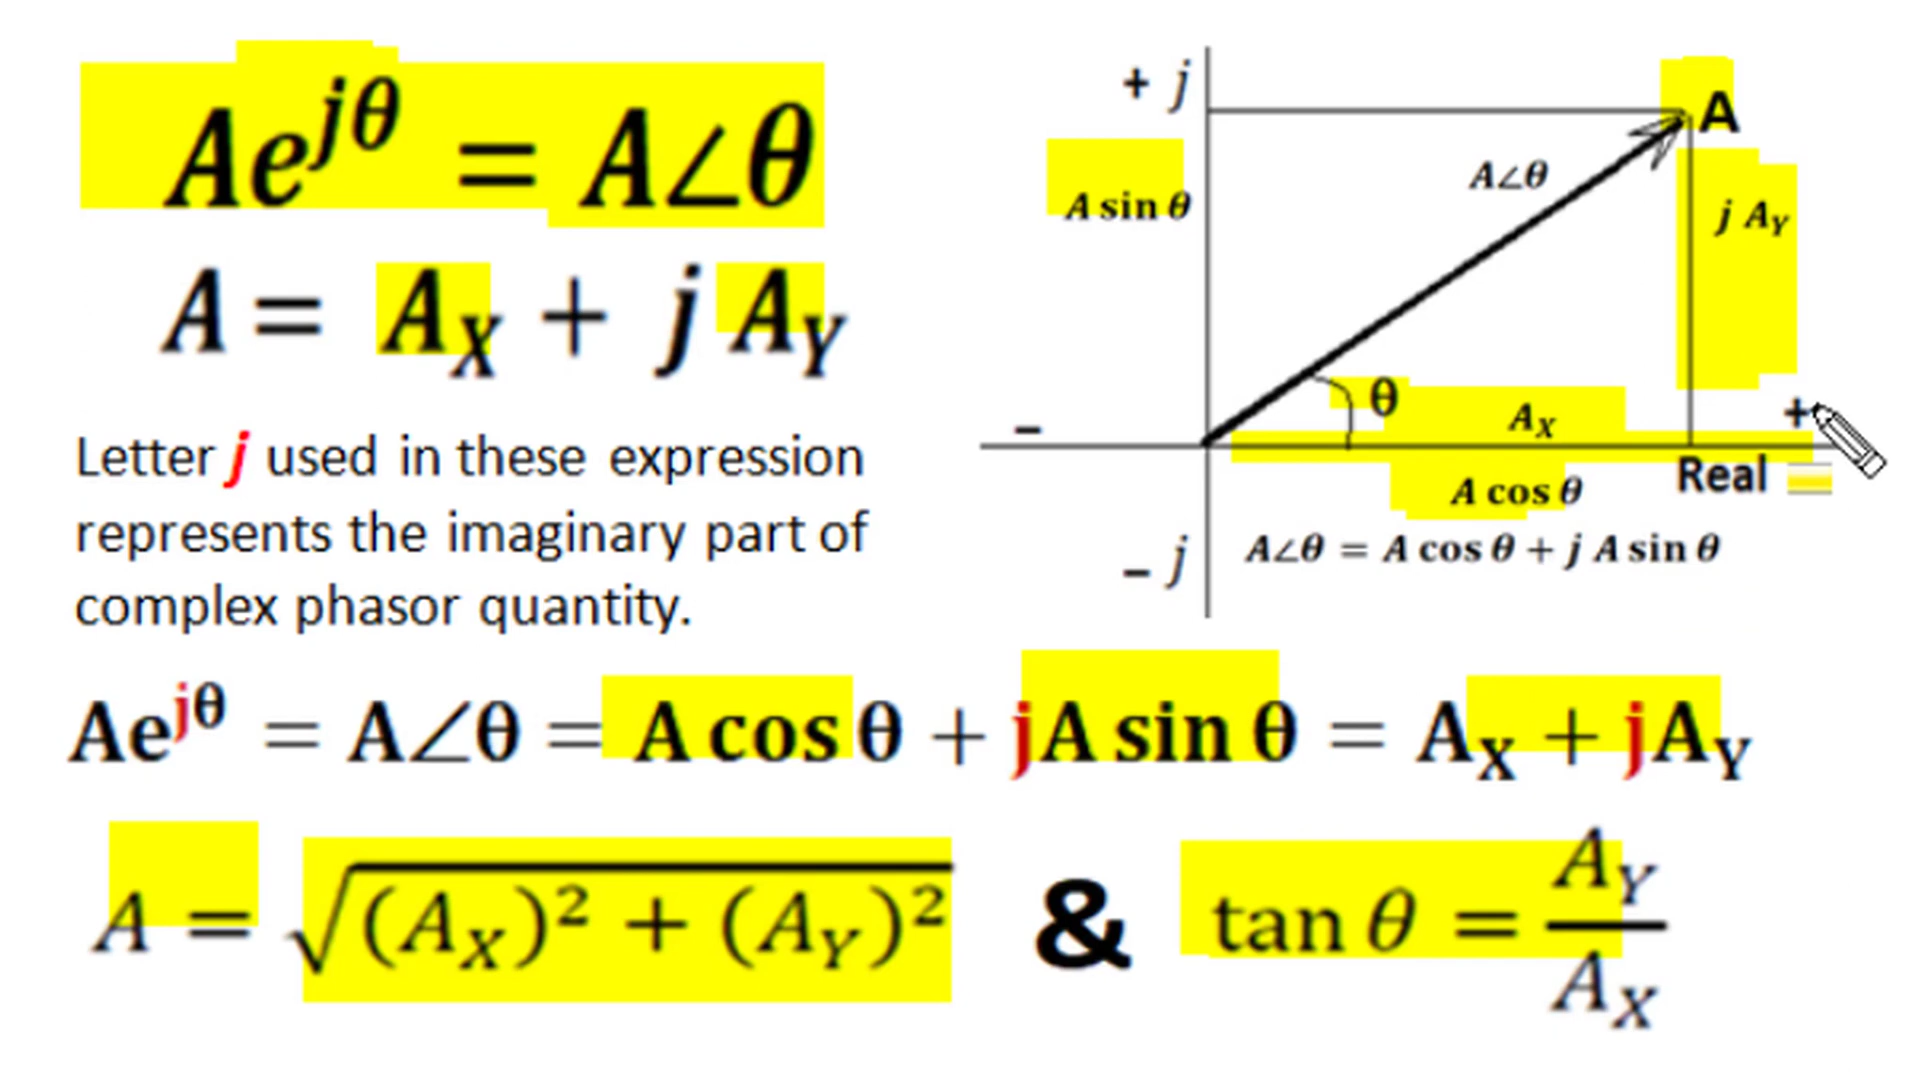 Ae^{jθ} = A∠θ
A = A_X + j A_Y
Letter j used in these expression
represents the imaginary part of
complex phasor quantity.
+ j
A
A∠θ
A sin θ
j A_Y
θ
A_X
+
−
Real
A cos θ
− j
A∠θ = A cos θ + j A sin θ
Ae^{jθ} = A∠θ = A cos θ + jA sin θ = A_X + jA_Y
A = √((A_X)² + (A_Y)²) & tan θ = A_Y / A_X